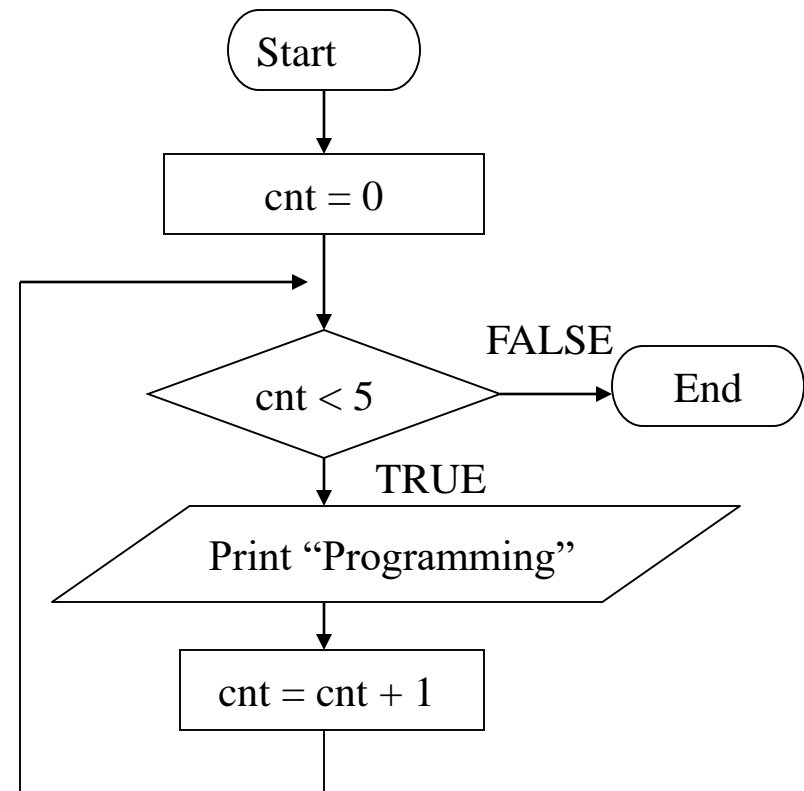 Start
cnt = 0
FALSE
cnt < 5
End
TRUE
Print “Programming”
cnt = cnt + 1